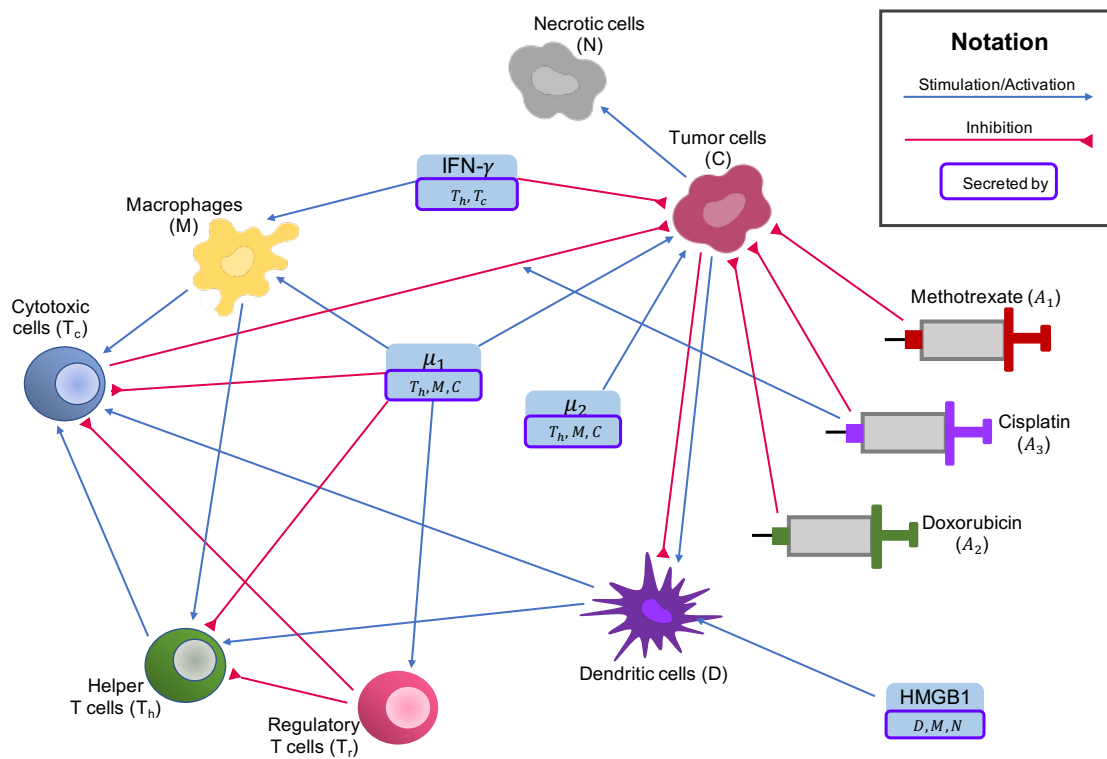 Necrotic cells
(N)
Notation
Stimulation/Activation
Inhibition
Secreted by
Tumor cells
(C)
IFN-γ
T_h, T_c
Macrophages
(M)
Cytotoxic
cells (T_c)
μ_1
T_h, M, C
μ_2
T_h, M, C
Methotrexate (A_1)
Cisplatin
(A_3)
Doxorubicin
(A_2)
Dendritic cells (D)
Helper
T cells (T_h)
Regulatory
T cells (T_r)
HMGB1
D, M, N